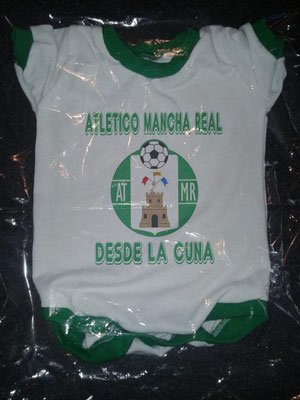 ATLETICO MANCHA REAL
AT MR
DESDE LA CUNA